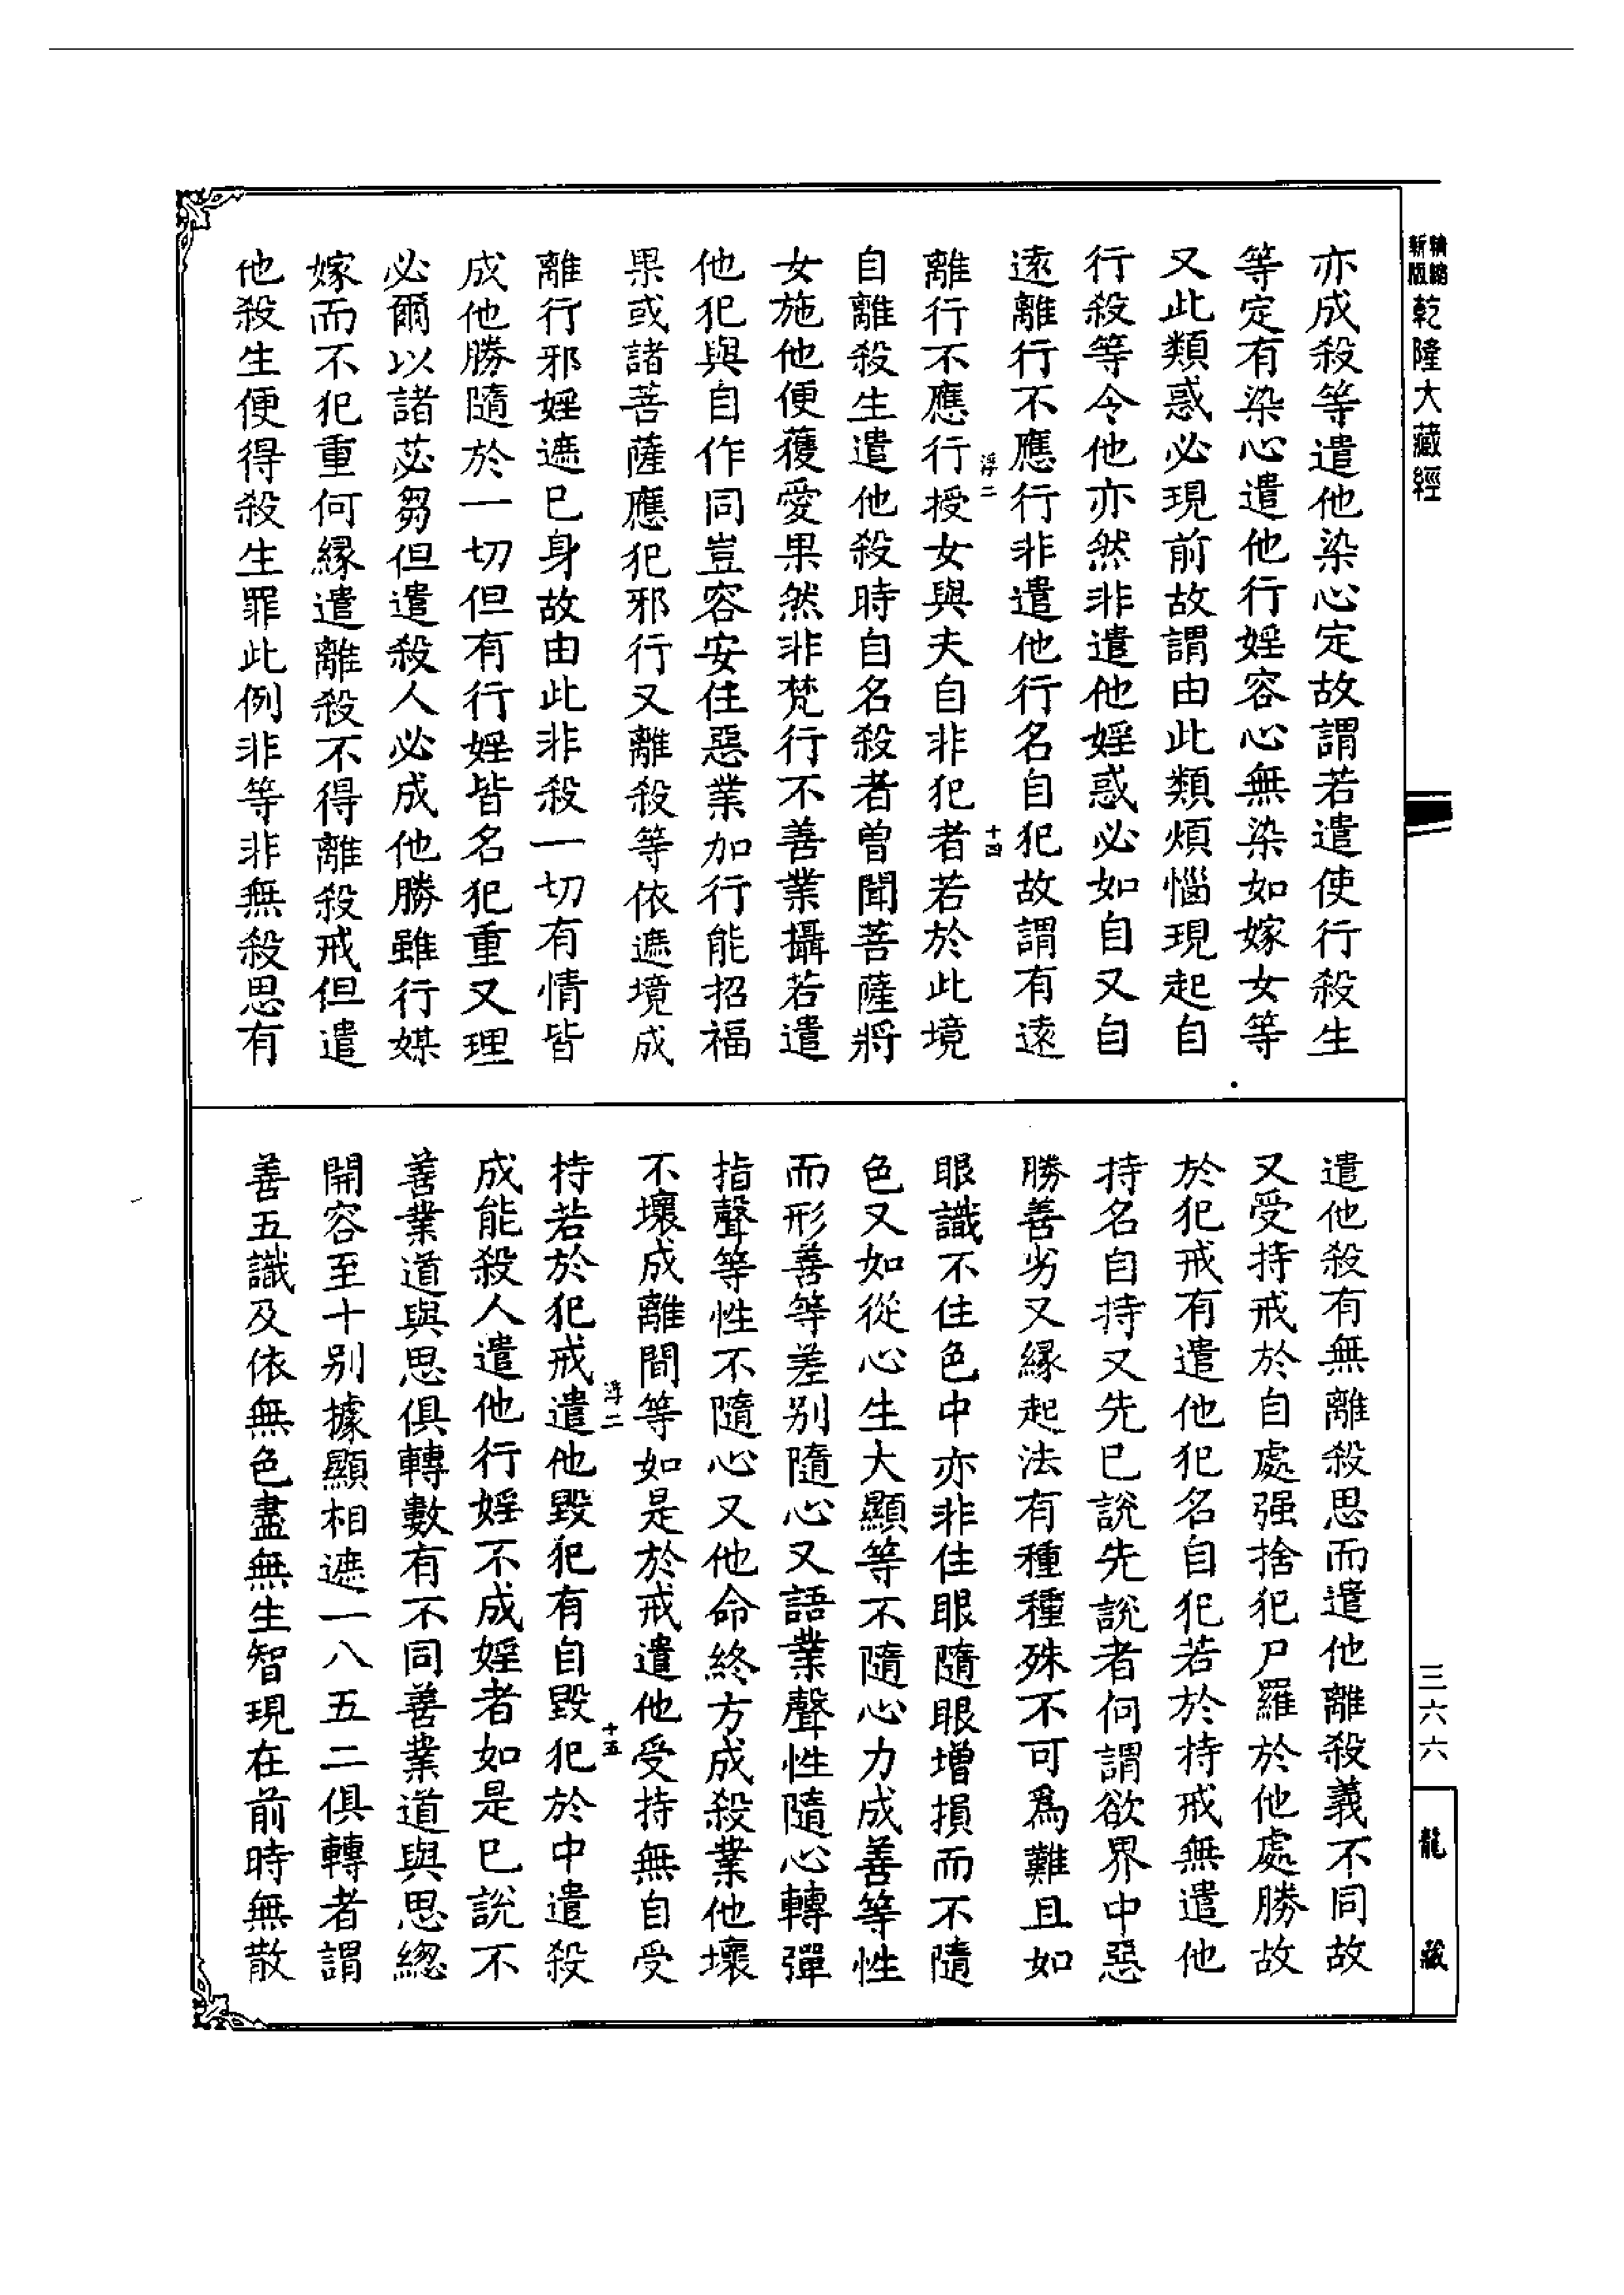 精縮新版乾隆大藏經
亦成殺等遣他染心定故謂若遣使行殺生
等定有染心遣他行婬容心無染如嫁女等
又此類惑必現前故謂由此類煩惱現起自
行殺等令他亦然非遣他婬惑必如自又自
遠離行不應行非遣他行名自犯故謂有遠
浮二
十四
離行不應行授女與夫自非犯者若於此境
自離殺生遣他殺時自名殺者曾聞菩薩將
女施他便獲愛果然非梵行不善業攝若遣
他犯與自作同豈容安住惡業加行能招福
果或諸菩薩應犯邪行又離殺等依遮境成
離行邪婬遮巳身故由此非殺一切有情皆
成他勝隨於一切但有行婬皆名犯重又理
必爾以諸苾芻但遣殺人必成他勝雖行媒
嫁而不犯重何緣遣離殺不得離殺戒但遣
他殺生便得殺生罪此例非等非無殺思有
遣他殺有無離殺思而遣他離殺義不同故
又受持戒於自處强捨犯尸羅於他處勝故
於犯戒有遣他犯名自犯若於持戒無遣他
持名自持又先巳說先說者何謂欲界中惡
勝善劣又緣起法有種種殊不可爲難且如
眼識不住色中亦非住眼隨眼增損而不隨
色又如從心生大顯等不隨心力成善等性
而形善等差別隨心又語業聲性隨心轉彈
指聲等性不隨心又他命終方成殺業他壞
不壞成離間等如是於戒遣他受持無自受
浮二
十五
持若於犯戒遣他毀犯有自毀犯於中遣殺
成能殺人遣他行婬不成婬者如是巳說不
善業道與思俱轉數有不同善業道與思緫
開容至十別據顯相遮一八五二俱轉者謂
善五識及依無色盡無生智現在前時無散
三六六
龍藏